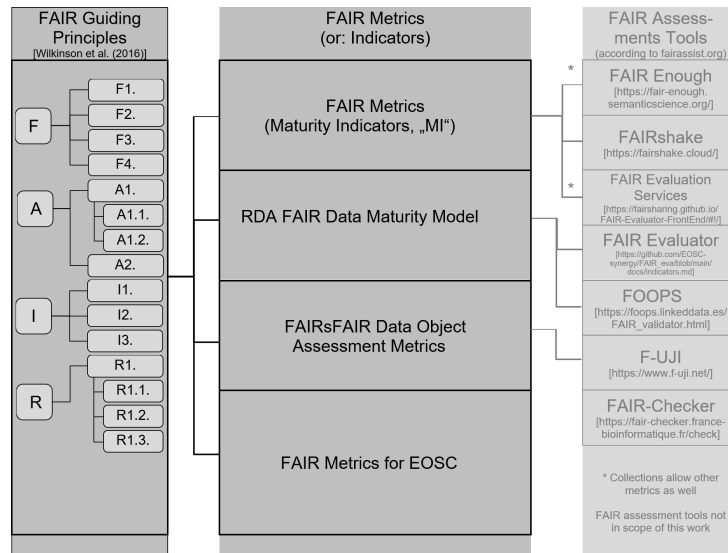 FAIR Guiding
Principles
[Wilkinson et al. (2016)]
F
F1.
F2.
F3.
F4.
A
A1.
A1.1.
A1.2.
A2.
I
I1.
I2.
I3.
R
R1.
R1.1.
R1.2.
R1.3.
FAIR Metrics
(or: Indicators)
FAIR Metrics
(Maturity Indicators, „MI“)
RDA FAIR Data Maturity Model
FAIRsFAIR Data Object
Assessment Metrics
FAIR Metrics for EOSC
FAIR Assess-
ments Tools
(according to fairassist.org)
*
FAIR Enough
[https://fair-enough.
semanticscience.org/]
FAIRshake
[https://fairshake.cloud/]
*
FAIR Evaluation
Services
[https://fairsharing.github.io/
FAIR-Evaluator-FrontEnd/#!/]
FAIR Evaluator
[https://github.com/EOSC-
synergy/FAIR_eva/blob/main/
docs/indicators.md]
FOOPS
[https://foops.linkeddata.es/
FAIR_validator.html]
F-UJI
[https://www.f-uji.net/]
FAIR-Checker
[https://fair-checker.france-
bioinformatique.fr/check]
* Collections allow other
metrics as well
FAIR assessment tools not
in scope of this work